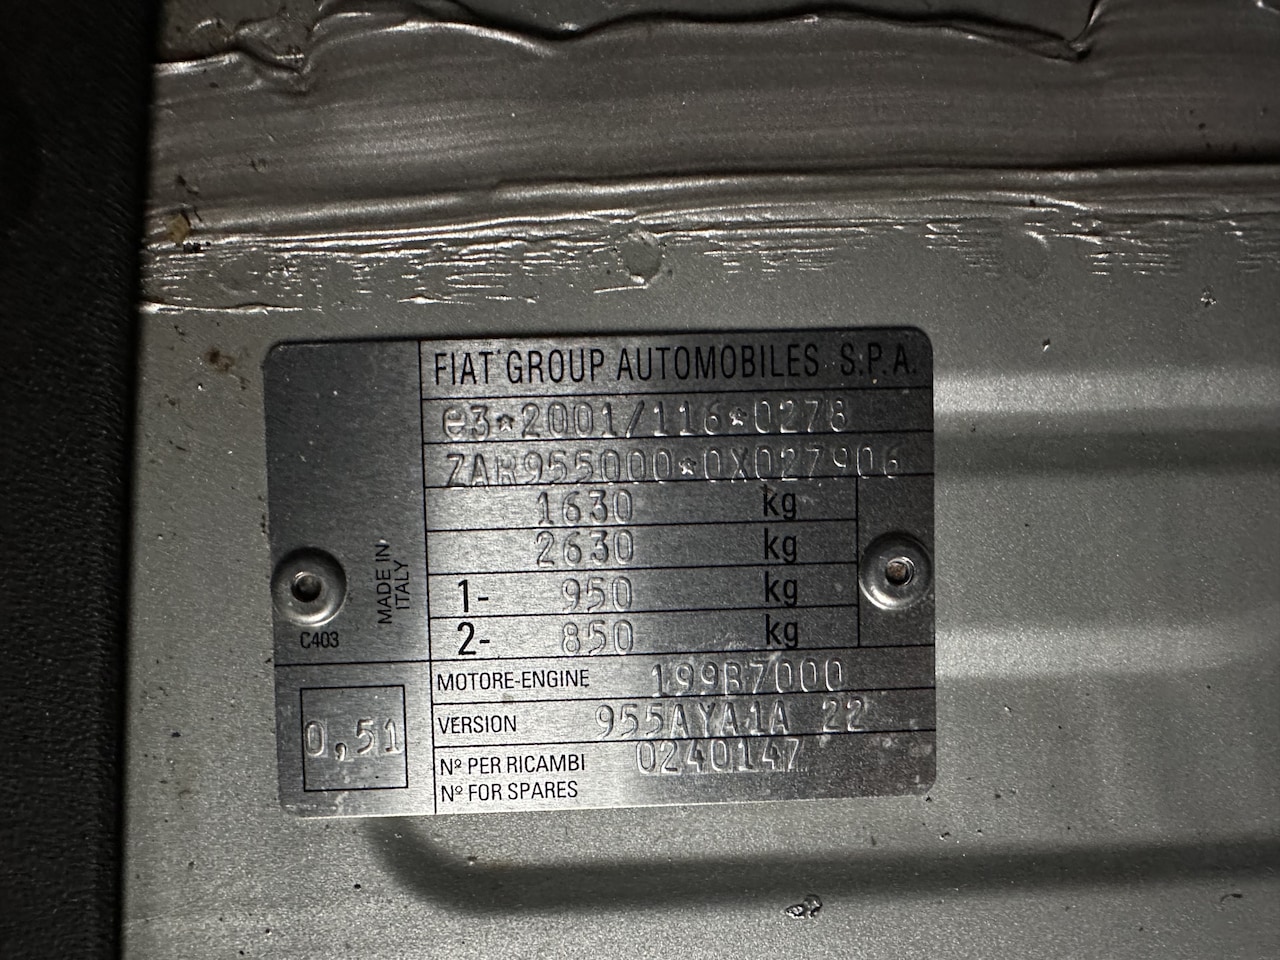 FIAT GROUP AUTOMOBILES S.P.A.
e3*2001/116*0278
ZAR955000*0X027906
1630 kg
2630 kg
1- 950 kg
2- 850 kg
MADE IN
ITALY
C403
MOTORE-ENGINE 199B7000
VERSION 955AYA1A 22
0,51
Nº PER RICAMBI 0240147
Nº FOR SPARES